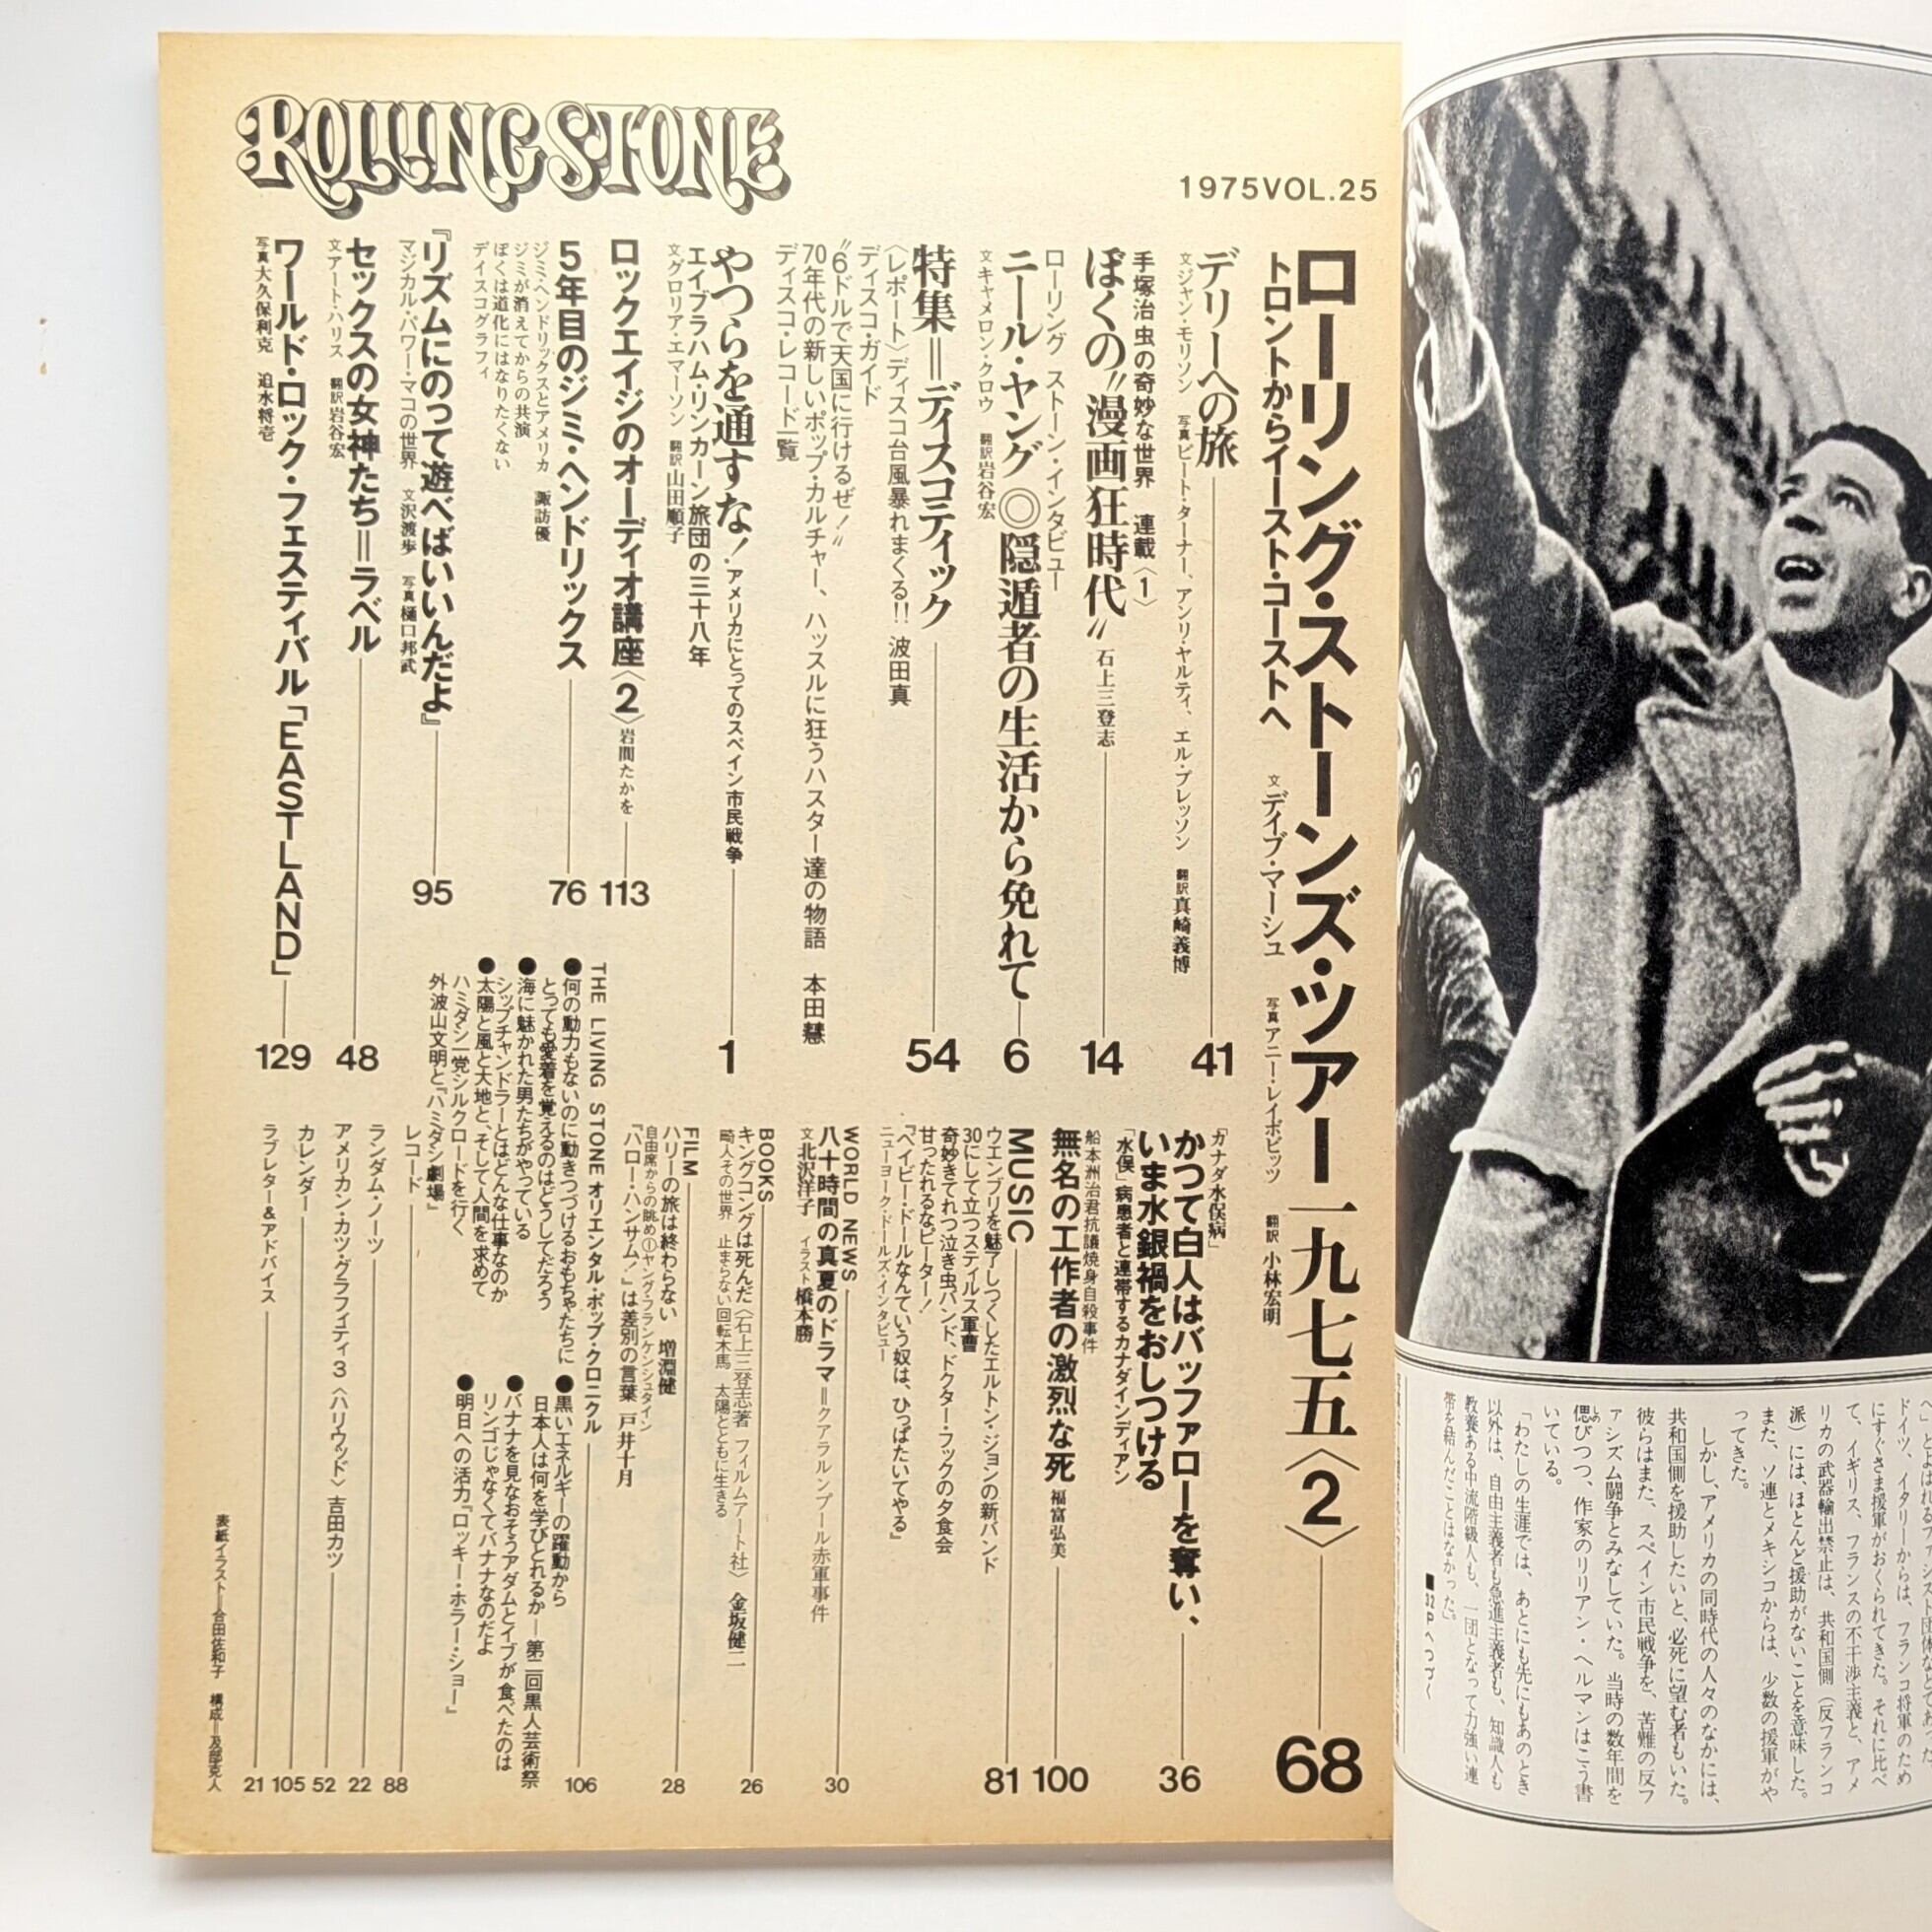 ROLLING STONE
1975VOL.25
ローリング・ストーンズ・ツアー一九七五〈2〉 68
トロントからイースト・コーストへ 文デイブ・マーシュ 写真アニー・レイボビッツ 翻訳小林宏明
デリーへの旅 41
文ジャン・モリソン 写真ピート・ターナー、アンリ・ヤルティ、エル・ブレッソン 翻訳真崎義博
手塚治虫の奇妙な世界 連載〈1〉
ぼくの〝漫画狂時代〟 石上三登志 14
ローリング ストーン・インタビュー
ニール・ヤング◎隠遁者の生活から免れて 6
文キャメロン・クロウ 翻訳岩谷宏
特集=ディスコティック 54
〈レポート〉ディスコ台風暴れまくる!! 波田真
ディスコ・ガイド
〝6ドルで天国に行けるぜ!〟
70年代の新しいポップ・カルチャー、ハッスルに狂うハスター達の物語 本田慧
ディスコ・レコード一覧
やつらを通すな! アメリカにとってのスペイン市民戦争 1
エイブラハム・リンカーン旅団の三十八年
文グロリア・エマーソン 翻訳山田順子
ロックエイジのオーディオ講座〈2〉 岩間たかを 113
5年目のジミ・ヘンドリックス 76
ジミ・ヘンドリックスとアメリカ 諏訪優
ジミが消えてからの共演
ぼくは道化にはなりたくない
デイスコグラフィ
『リズムにのって遊べばいいんだよ』 95
マジカル・パワー・マコの世界 文沢渡歩 写真樋口邦武
セックスの女神たち=ラベル 48
文アート・ハリス 翻訳岩谷宏
ワールド・ロック・フェスティバル「EASTLAND」 129
写真大久保利克 迫水将壱
「カナダ水俣病」
かつて白人はバッファローを奪い、 36
いま水銀禍をおしつける
「水俣」病患者と連帯するカナダインディアン
船本洲治君抗議焼身自殺事件
無名の工作者の激烈な死 福富弘美 100
MUSIC 81
ウエンブリを魅了しつくしたエルトン・ジョンの新バンド
30にして立つスティルス軍曹
奇妙きてれつ泣き虫バンド、ドクター・フックの夕食会
甘ったれるなピーター!
『ベイビー・ドールなんていう奴は、ひっぱたいてやる』
ニューヨーク・ドールズ・インタビュー
WORLD NEWS 30
八十時間の真夏のドラマ=クアラルンプール赤軍事件
文北沢洋子 イラスト橋本勝
BOOKS 26
キングコングは死んだ〈石上三登志著 フィルムアート社〉 金坂健二
畸人その世界 止まらない回転木馬 太陽とともに生きる
FILM 28
ハリーの旅は終わらない 増淵健
自由席からの眺め①ヤング・フランケンシュタイン
『ハロー・ハンサム!』は差別の言葉 戸井十月
THE LIVING STONE オリエンタル・ポップ・クロニクル 106
●何の動力もないのに動きつづけるおもちゃたちに
とっても愛着を覚えるのはどうしてだろう
●海に魅かれた男たちがやっている
シップチャンドラーとはどんな仕事なのか
●太陽と風と大地と、そして人間を求めて
ハミダシ一党シルクロードを行く
外波山文明と『ハミダシ劇場』
●黒いエネルギーの躍動から
日本人は何を学びとれるか―第二回黒人芸術祭
●バナナを見なおそうアダムとイブが食べたのは
リンゴじゃなくてバナナなのだよ
●明日への活力『ロッキー・ホラー・ショー』
レコード 88
ランダム・ノーツ 22
アメリカン・カツ・グラフィティ3〈ハリウッド〉 吉田カツ 52
カレンダー 105
ラブレター&アドバイス 21
表紙イラスト=合田佐和子 構成=及部克人
ドイツ、イタリーからは、フランコ将軍のため
にすぐさま援軍がおくられてきた。それに比べ
て、イギリス、フランスの不干渉主義と、アメ
リカの武器輸出禁止は、共和国側(反フランコ
派)には、ほとんど援助がないことを意味した。
また、ソ連とメキシコからは、少数の援軍がや
ってきた。
しかし、アメリカの同時代の人々のなかには、
共和国側を援助したいと、必死に望む者もいた。
彼らはまた、スペイン市民戦争を、苦難の反フ
ァシズム闘争とみなしていた。当時の数年間を
偲びつつ、作家のリリアン・ヘルマンはこう書
いている。
「わたしの生涯では、あとにも先にもあのとき
以外は、自由主義者も急進主義者も、知識人も
教養ある中流階級人も、一団となって力強い連
帯を結んだことはなかった」。
■32Pへつづく